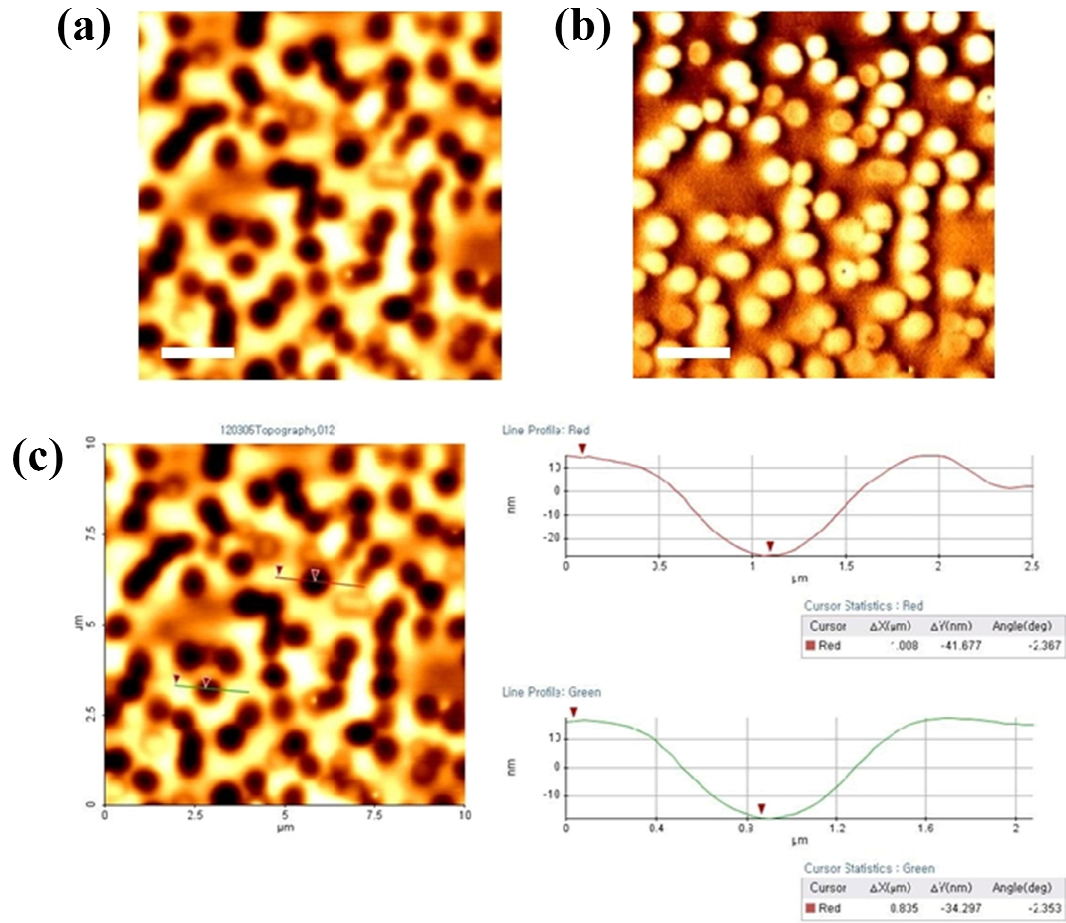 (a)
(b)
(c)
120305Topography012
10
7.5
5
2.5
0
µm
0
2.5
5
7.5
10
µm
Line Profile: Red
10
0
-10
-20
nm
0
0.5
1
1.5
2
2.5
µm
Cursor Statistics : Red
Cursor ΔX(µm) ΔY(nm) Angle(deg)
Red 1.008 -41.677 -2.367
Line Profile: Green
10
0
-10
nm
0
0.4
0.8
1.2
1.6
2
µm
Cursor Statistics : Green
Cursor ΔX(µm) ΔY(nm) Angle(deg)
Red 0.835 -34.297 -2.353